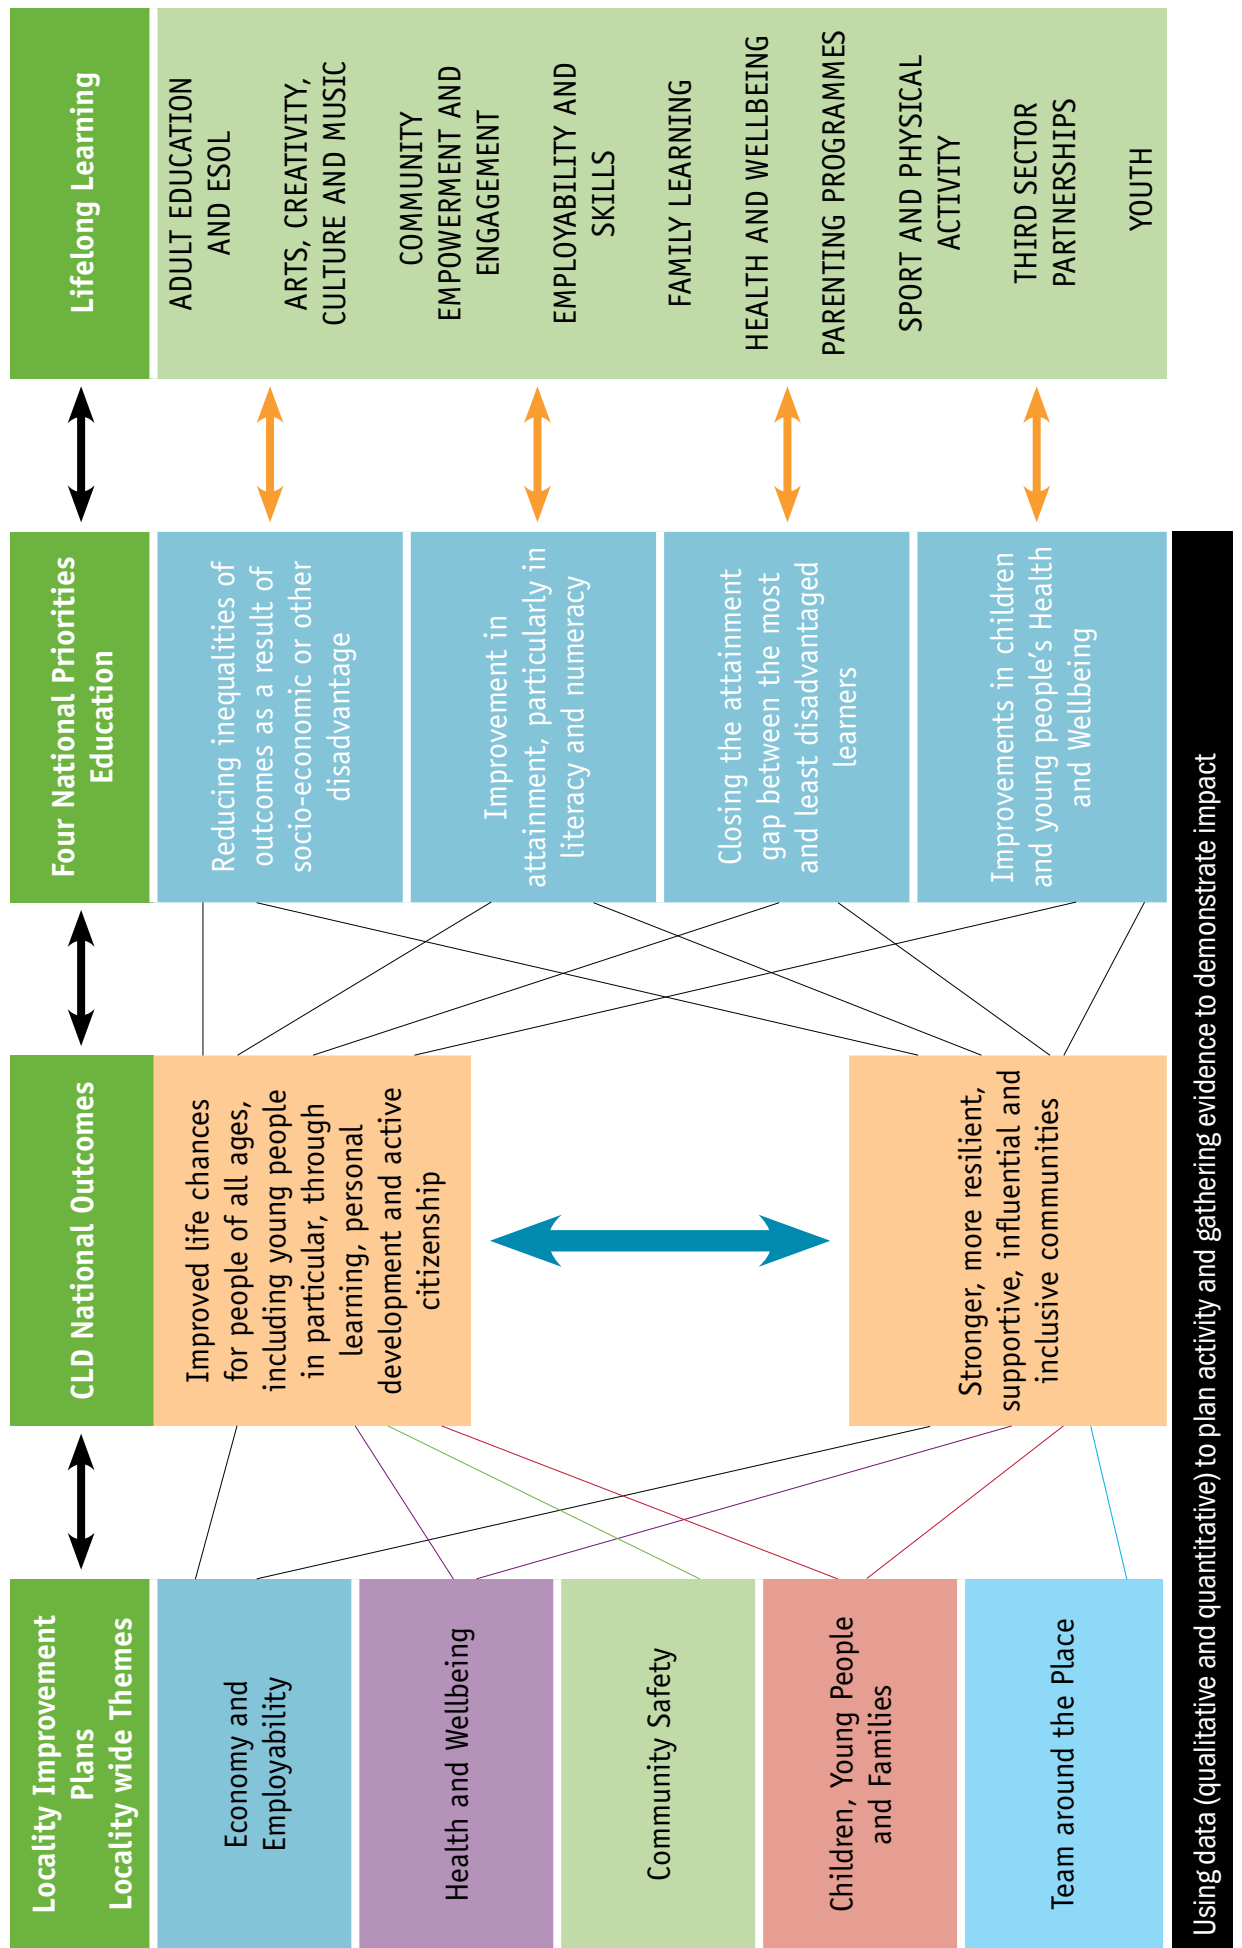 Locality Improvement
Plans
Locality wide Themes
Economy and
Employability
Health and Wellbeing
Community Safety
Children, Young People
and Families
Team around the Place
CLD National Outcomes
Improved life chances
for people of all ages,
including young people
in particular, through
learning, personal
development and active
citizenship
Stronger, more resilient,
supportive, influential and
inclusive communities
Four National Priorities
Education
Reducing inequalities of
outcomes as a result of
socio-economic or other
disadvantage
Improvement in
attainment, particularly in
literacy and numeracy
Closing the attainment
gap between the most
and least disadvantaged
learners
Improvements in children
and young people's Health
and Wellbeing
Lifelong Learning
ADULT EDUCATION
AND ESOL
ARTS, CREATIVITY,
CULTURE AND MUSIC
COMMUNITY
EMPOWERMENT AND
ENGAGEMENT
EMPLOYABILITY AND
SKILLS
FAMILY LEARNING
HEALTH AND WELLBEING
PARENTING PROGRAMMES
SPORT AND PHYSICAL
ACTIVITY
THIRD SECTOR
PARTNERSHIPS
YOUTH
Using data (qualitative and quantitative) to plan activity and gathering evidence to demonstrate impact